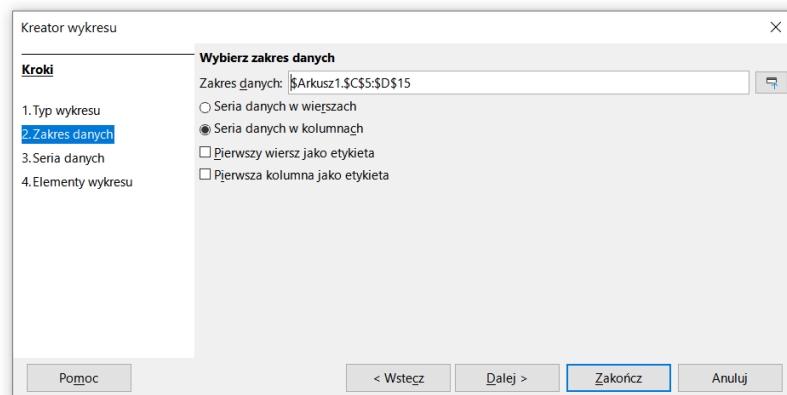 Kreator wykresu
Kroki
1.Typ wykresu
2.Zakres danych
3.Seria danych
4.Elementy wykresu
Wybierz zakres danych
Zakres danych: $Arkusz1.$C$5:$D$15
Seria danych w wierszach
Seria danych w kolumnach
Pierwszy wiersz jako etykieta
Pierwsza kolumna jako etykieta
Pomoc < Wstecz Dalej > Zakończ Anuluj